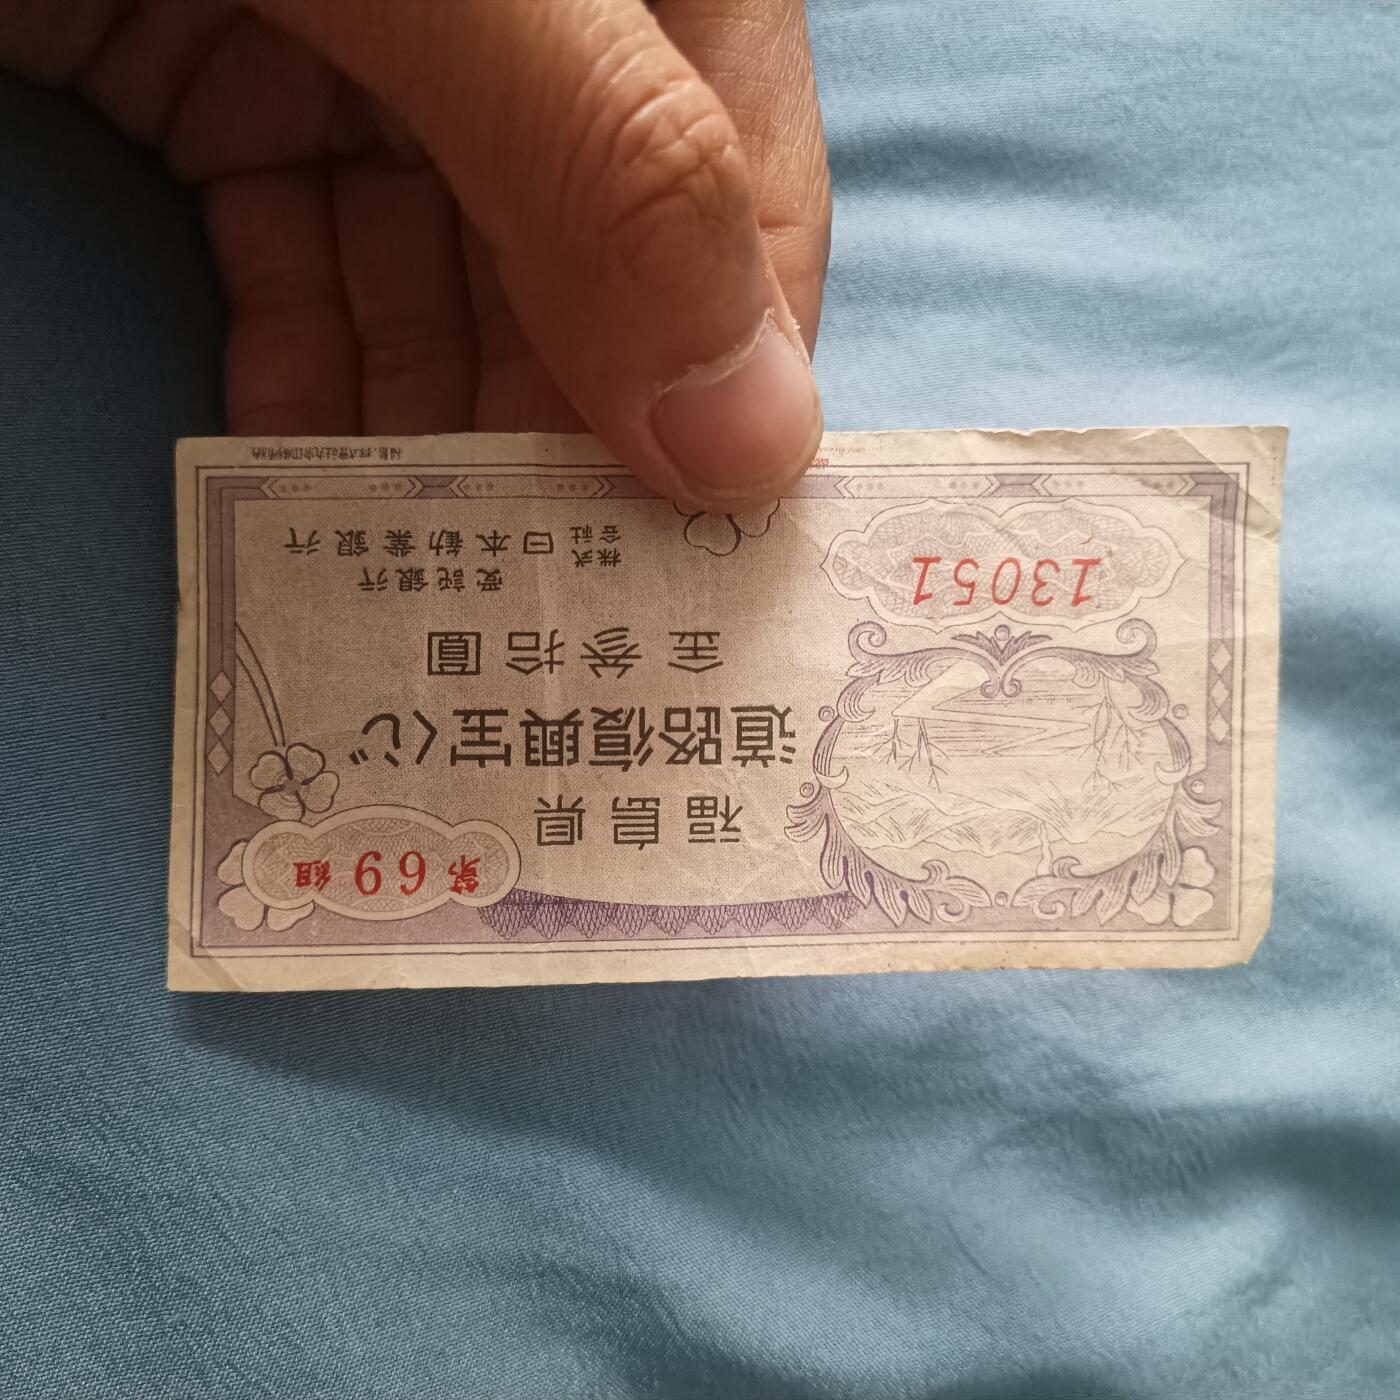 第69組
福島県
道路復興宝くじ
金参拾圓
13051
受託銀行
株式会社 日本勧業銀行